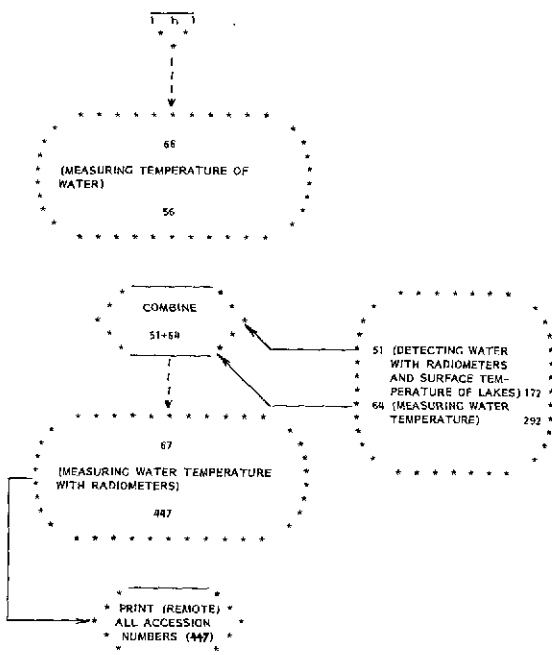 ( h )
66
(MEASURING TEMPERATURE OF
WATER)
56
COMBINE
51+64
51 (DETECTING WATER
WITH RADIOMETERS
AND SURFACE TEM-
PERATURE OF LAKES) 172
64 (MEASURING WATER
TEMPERATURE) 292
67
(MEASURING WATER TEMPERATURE
WITH RADIOMETERS)
447
PRINT (REMOTE)
ALL ACCESSION
NUMBERS (447)